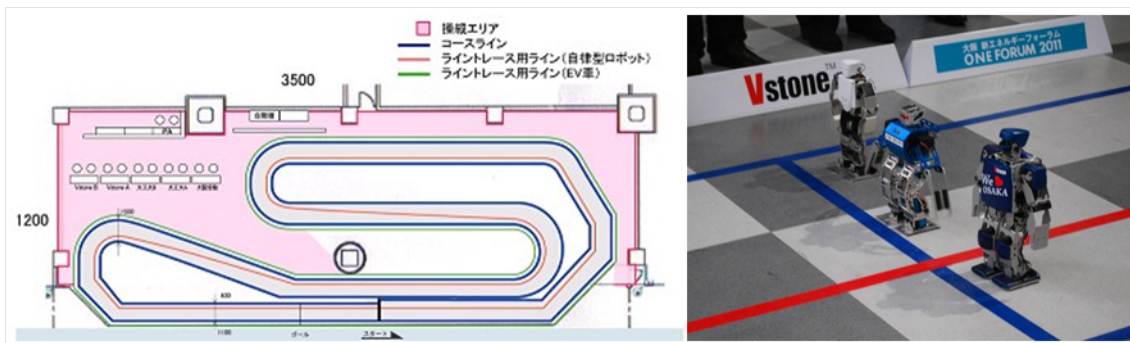 操縦エリア
コースライン
ライントレース用ライン(自律型ロボット)
ライントレース用ライン(EV車)
3500
PA
Vstone B
Vstone A
1200
ゴール
スタート
1100
Vstone™
大阪 新エネルギーフォーラム
ONE FORUM 2011
We
OSAKA